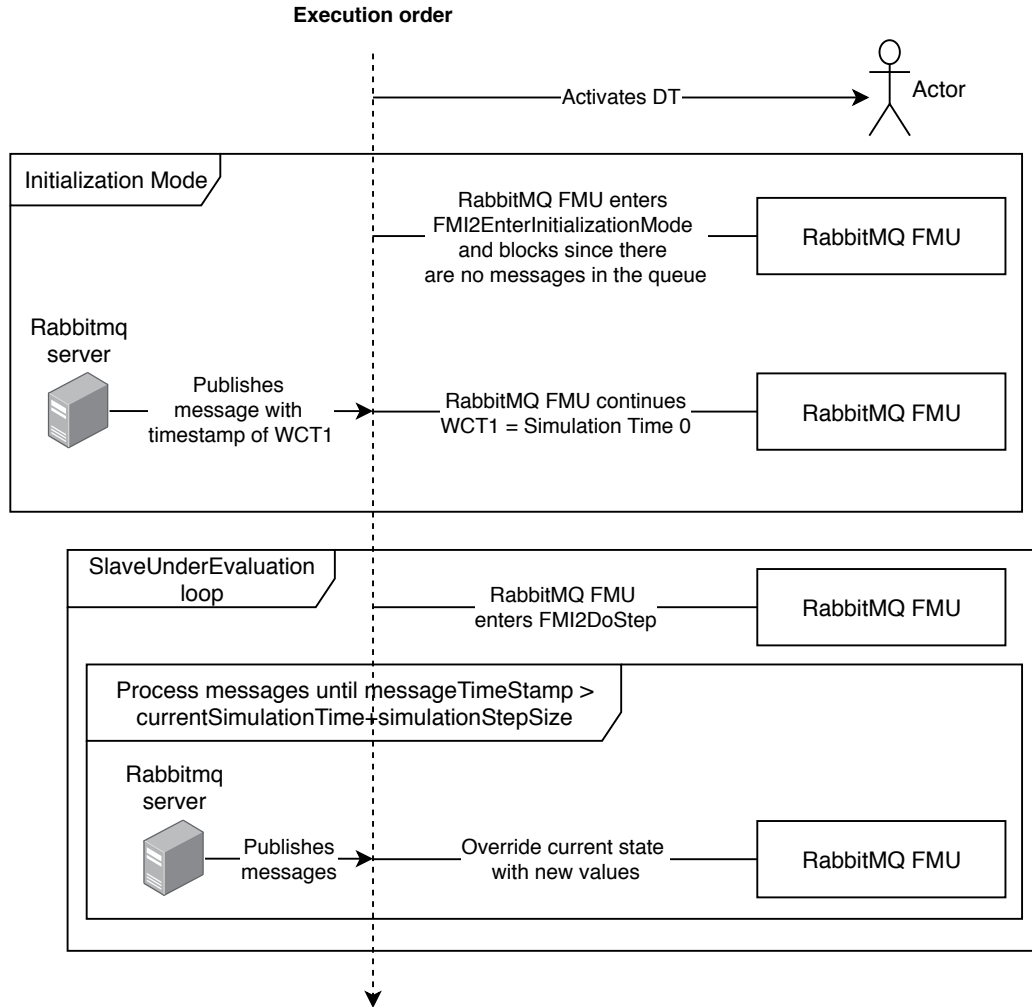 Execution order
Activates DT
Actor
Initialization Mode
RabbitMQ FMU enters
FMI2EnterInitializationMode
and blocks since there
are no messages in the queue
RabbitMQ FMU
Rabbitmq
server
Publishes
message with
timestamp of WCT1
RabbitMQ FMU continues
WCT1 = Simulation Time 0
RabbitMQ FMU
SlaveUnderEvaluation
loop
RabbitMQ FMU
enters FMI2DoStep
RabbitMQ FMU
Process messages until messageTimeStamp >
currentSimulationTime+simulationStepSize
Rabbitmq
server
Publishes
messages
Override current state
with new values
RabbitMQ FMU